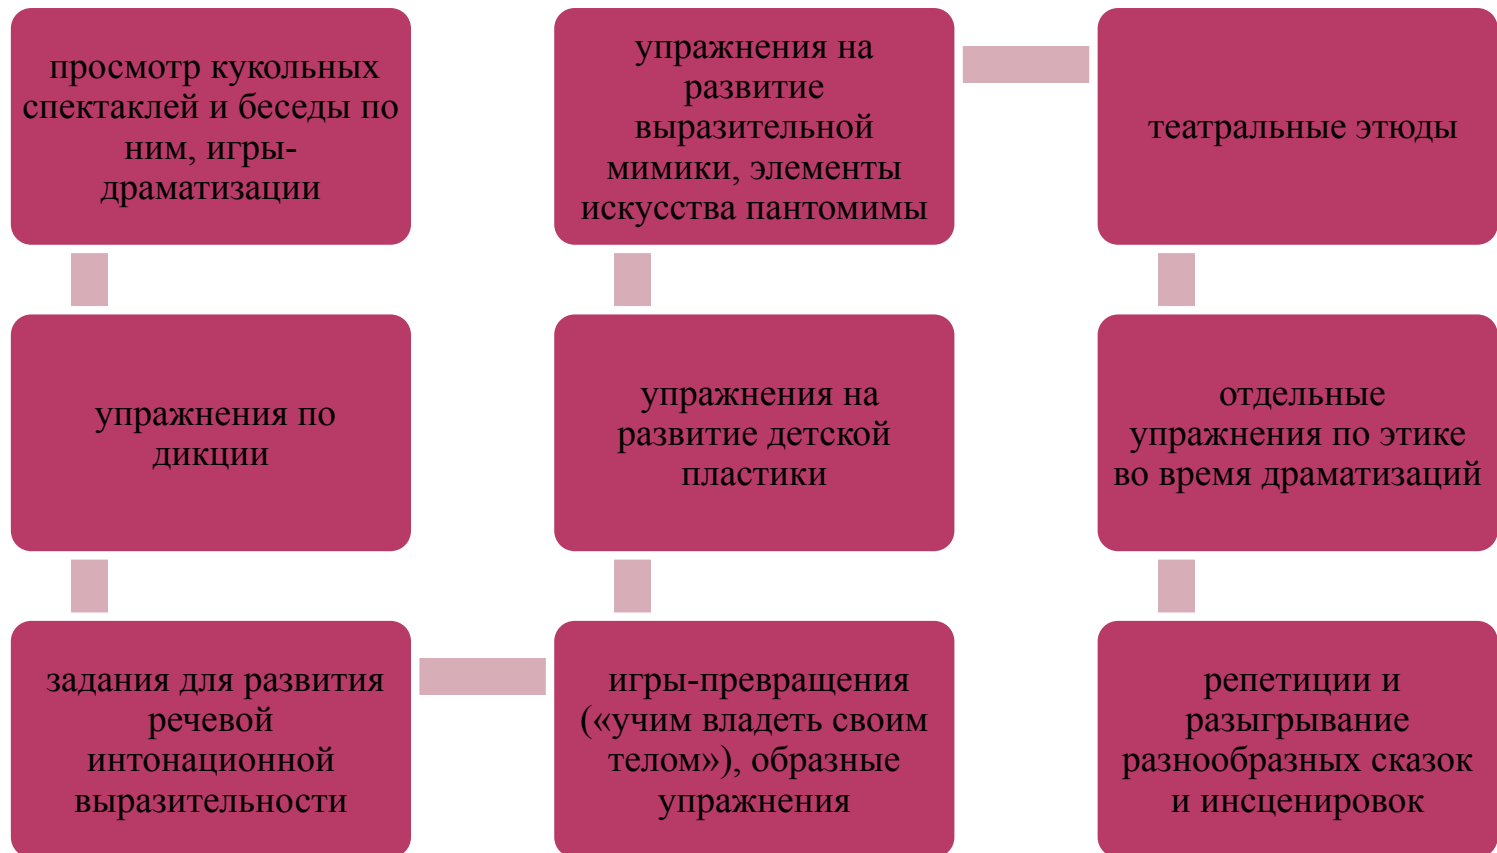 просмотр кукольных
спектаклей и беседы по
ним, игры-
драматизации
упражнения по
дикции
задания для развития
речевой
интонационной
выразительности
игры-превращения
(«учим владеть своим
телом»), образные
упражнения
упражнения на
развитие детской
пластики
упражнения на
развитие
выразительной
мимики, элементы
искусства пантомимы
театральные этюды
отдельные
упражнения по этике
во время драматизаций
репетиции и
разыгрывание
разнообразных сказок
и инсценировок